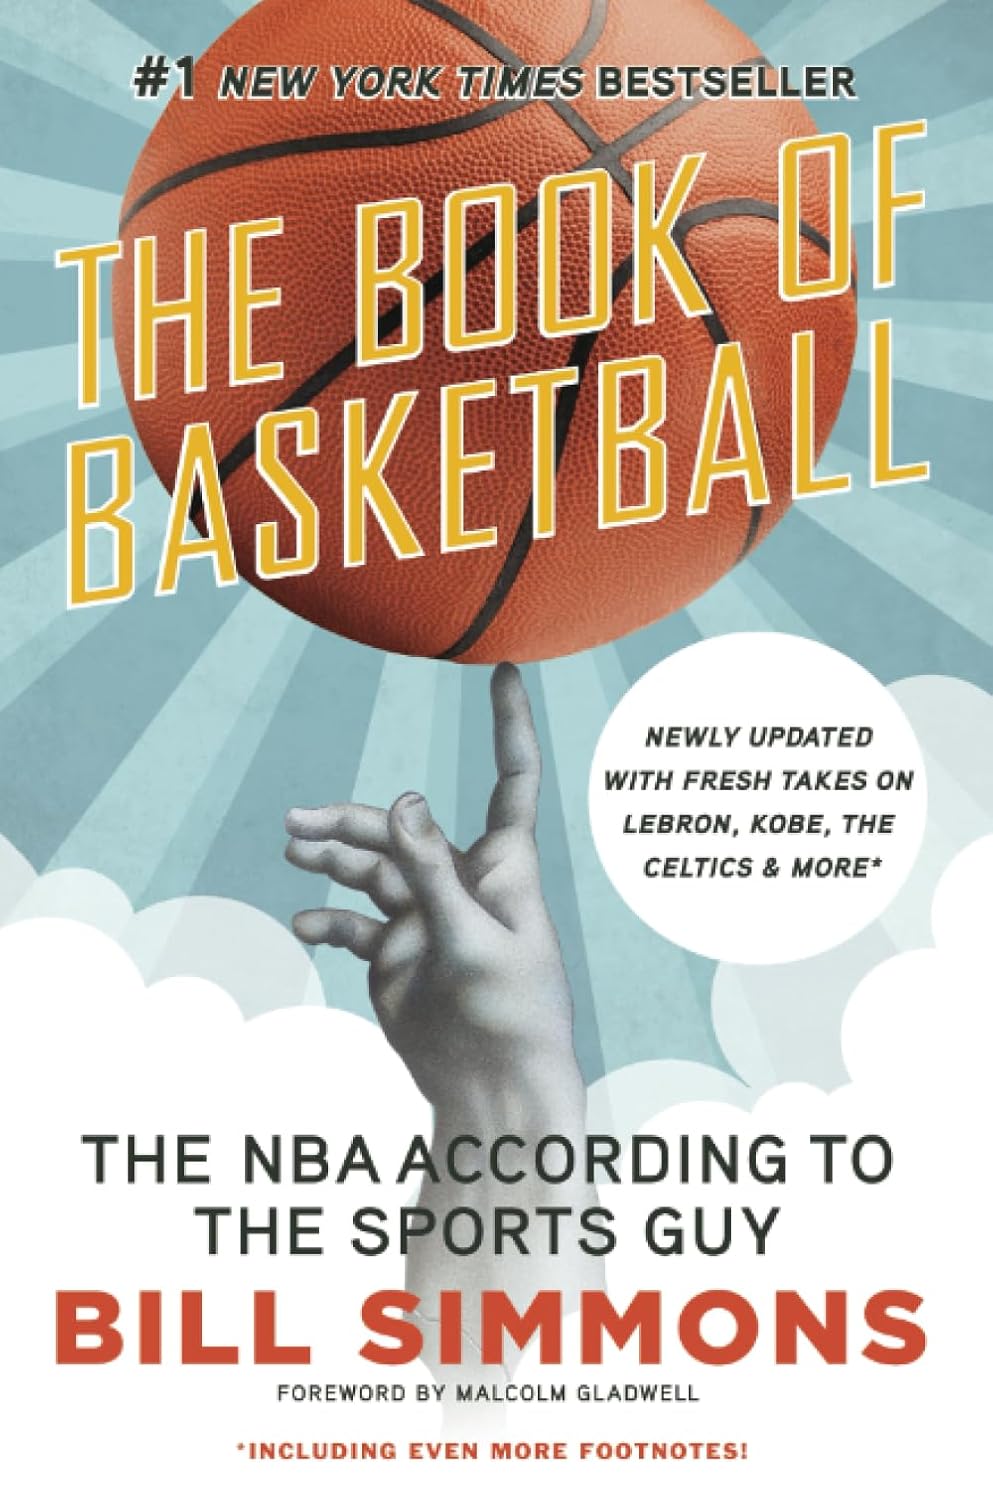 #1 NEW YORK TIMES BESTSELLER
THE BOOK OF
BASKETBALL
NEWLY UPDATED
WITH FRESH TAKES ON
LEBRON, KOBE, THE
CELTICS & MORE*
THE NBA ACCORDING TO
THE SPORTS GUY
BILL SIMMONS
FOREWORD BY MALCOLM GLADWELL
*INCLUDING EVEN MORE FOOTNOTES!